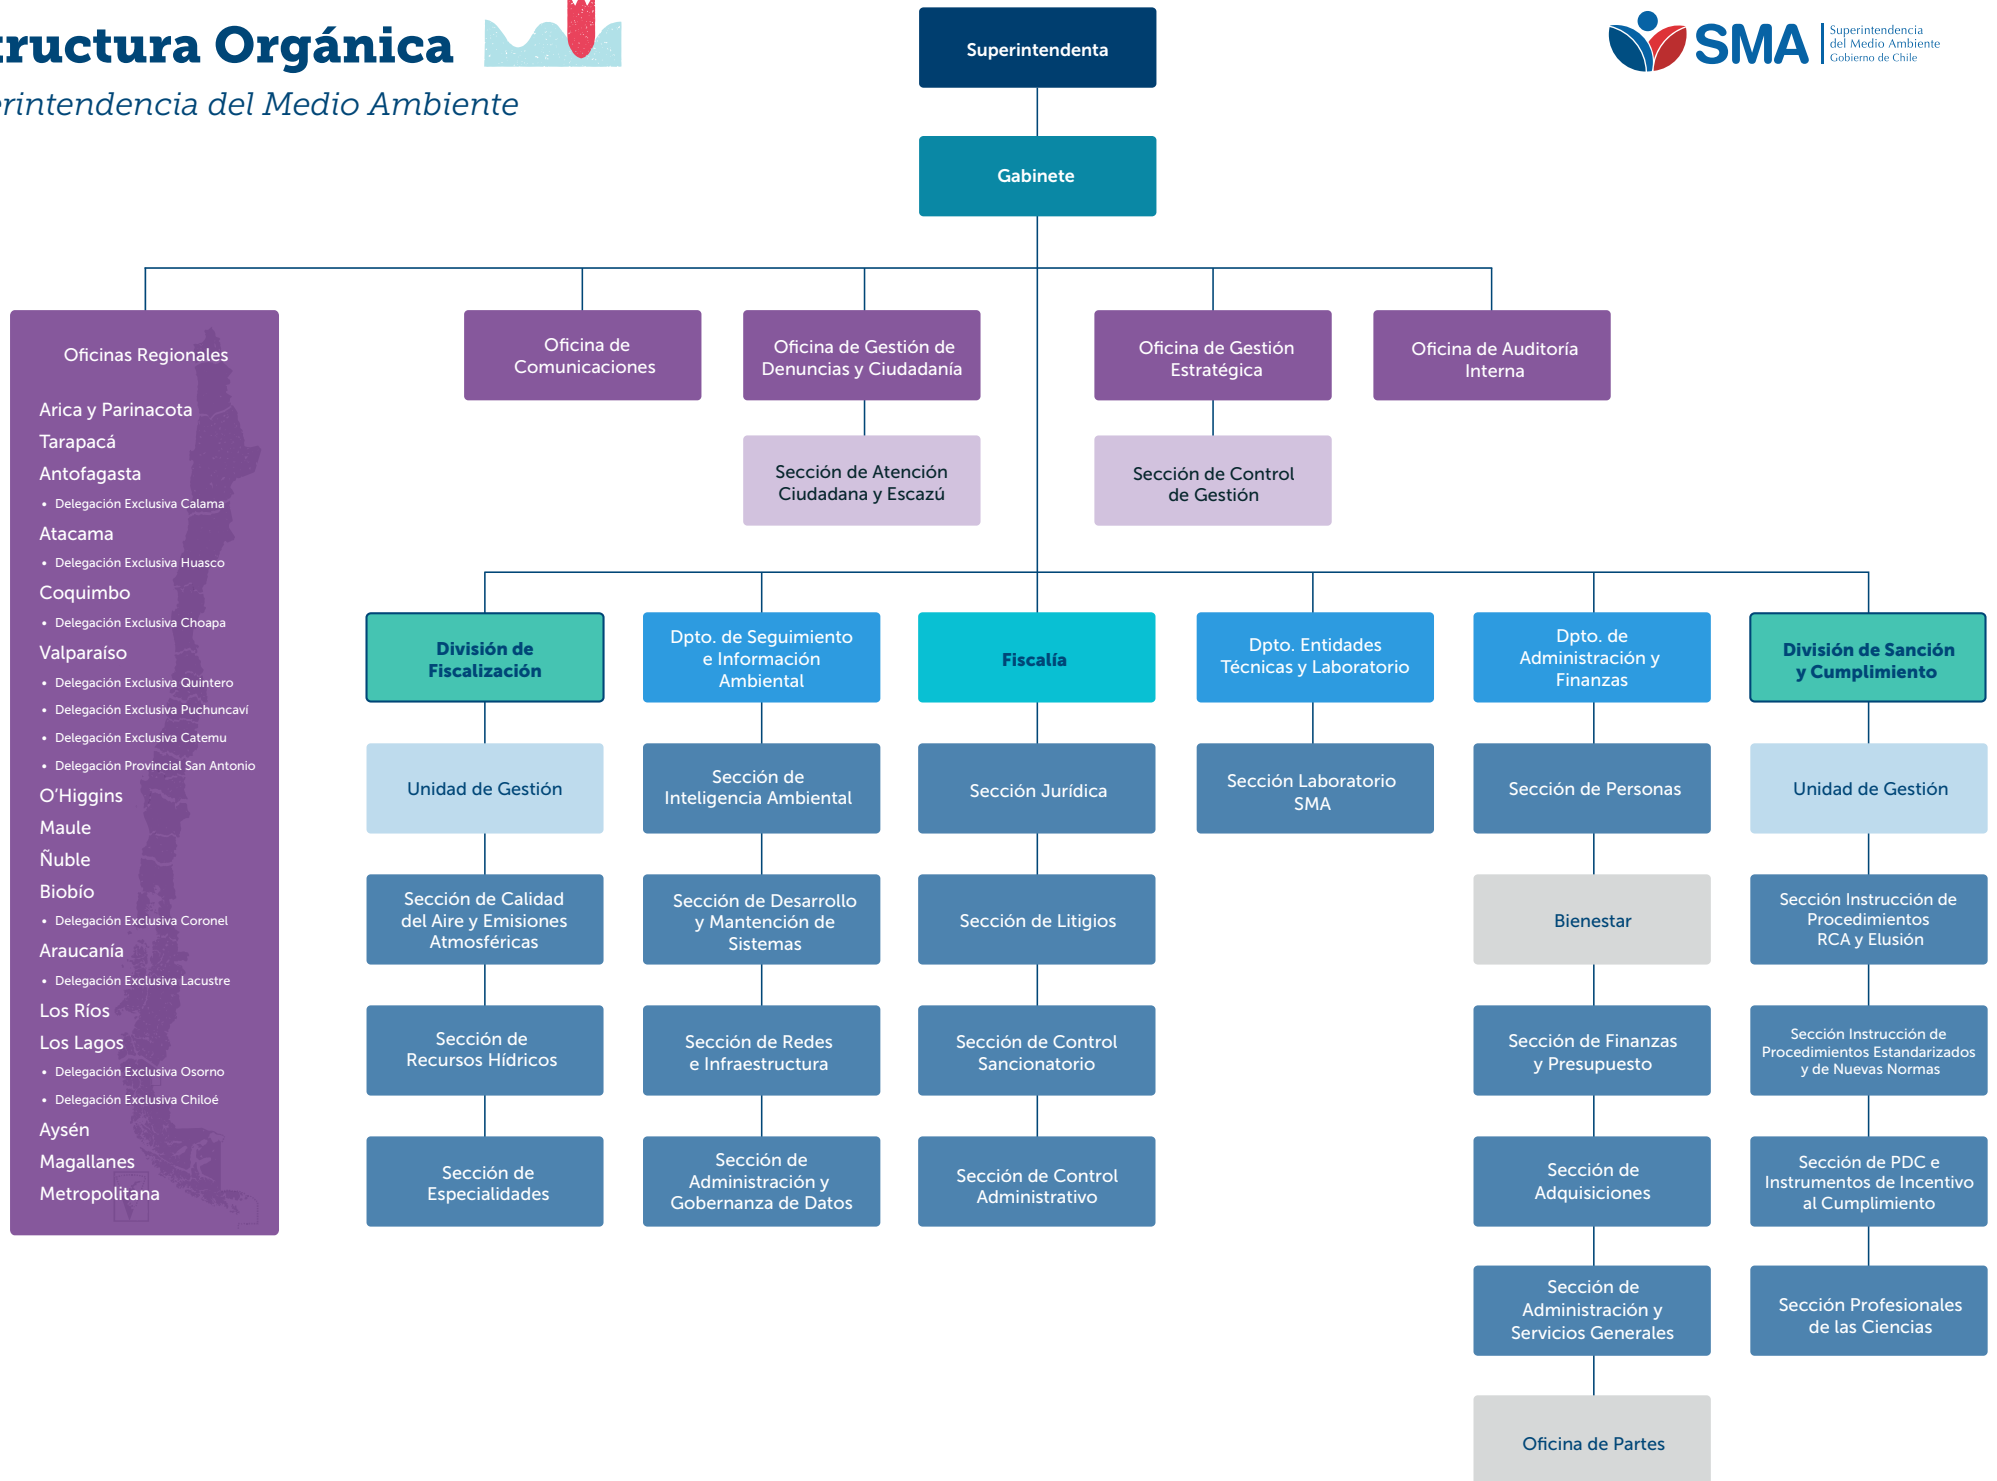 tructura Orgánica
erintendencia del Medio Ambiente
SMA
Superintendencia
del Medio Ambiente
Gobierno de Chile
Superintendenta
Gabinete
Oficinas Regionales
Arica y Parinacota
Tarapacá
Antofagasta
• Delegación Exclusiva Calama
Atacama
• Delegación Exclusiva Huasco
Coquimbo
• Delegación Exclusiva Choapa
Valparaíso
• Delegación Exclusiva Quintero
• Delegación Exclusiva Puchuncaví
• Delegación Exclusiva Catemu
• Delegación Provincial San Antonio
O’Higgins
Maule
Ñuble
Biobío
• Delegación Exclusiva Coronel
Araucanía
• Delegación Exclusiva Lacustre
Los Ríos
Los Lagos
• Delegación Exclusiva Osorno
• Delegación Exclusiva Chiloé
Aysén
Magallanes
Metropolitana
Oficina de
Comunicaciones
Oficina de Gestión de
Denuncias y Ciudadanía
Sección de Atención
Ciudadana y Escazú
Oficina de Gestión
Estratégica
Sección de Control
de Gestión
Oficina de Auditoría
Interna
División de
Fiscalización
Unidad de Gestión
Sección de Calidad
del Aire y Emisiones
Atmosféricas
Sección de
Recursos Hídricos
Sección de
Especialidades
Dpto. de Seguimiento
e Información
Ambiental
Sección de
Inteligencia Ambiental
Sección de Desarrollo
y Mantención de
Sistemas
Sección de Redes
e Infraestructura
Sección de
Administración y
Gobernanza de Datos
Fiscalía
Sección Jurídica
Sección de Litigios
Sección de Control
Sancionatorio
Sección de Control
Administrativo
Dpto. Entidades
Técnicas y Laboratorio
Sección Laboratorio
SMA
Dpto. de
Administración y
Finanzas
Sección de Personas
Bienestar
Sección de Finanzas
y Presupuesto
Sección de
Adquisiciones
Sección de
Administración y
Servicios Generales
Oficina de Partes
División de Sanción
y Cumplimiento
Unidad de Gestión
Sección Instrucción de
Procedimientos
RCA y Elusión
Sección Instrucción de
Procedimientos Estandarizados
y de Nuevas Normas
Sección de PDC e
Instrumentos de Incentivo
al Cumplimiento
Sección Profesionales
de las Ciencias